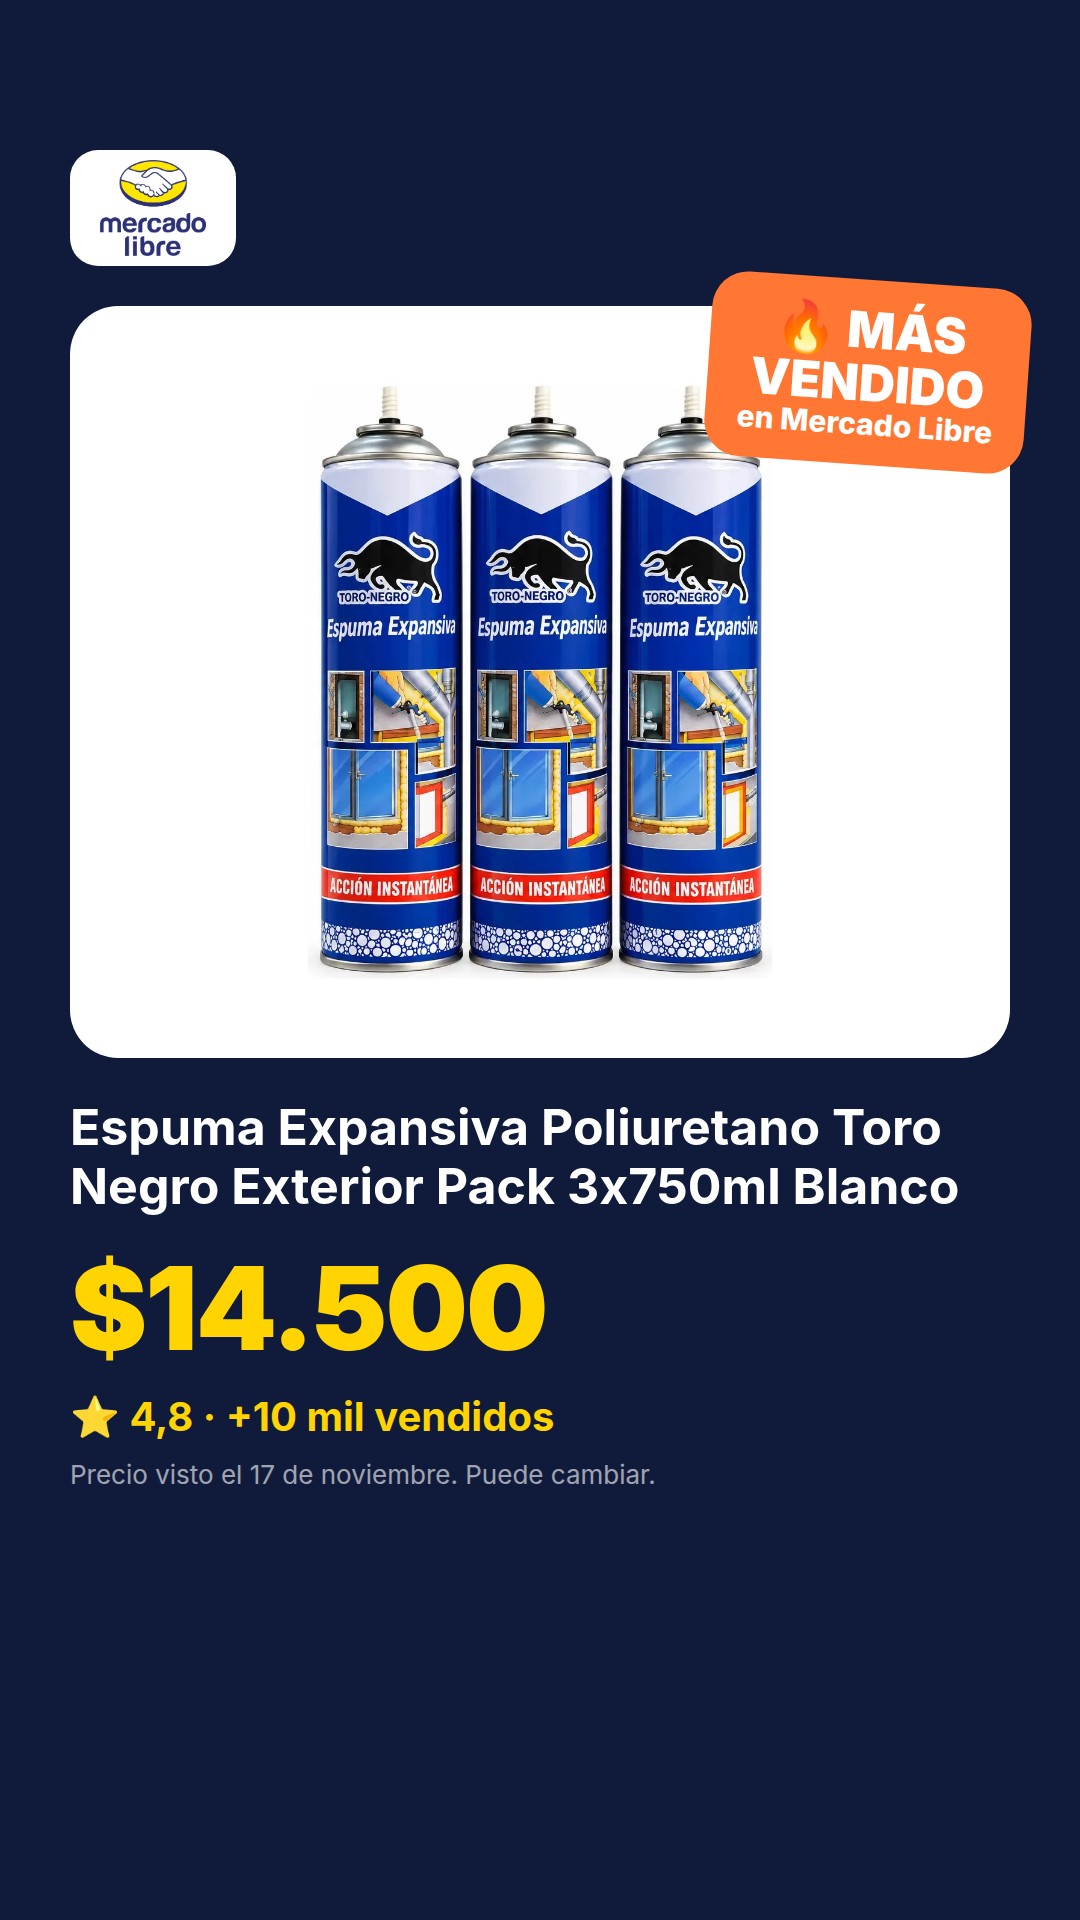 mercado
libre
🔥 MÁS
VENDIDO
en Mercado Libre
TORO-NEGRO
Espuma Expansiva
ACCIÓN INSTANTÁNEA
TORO-NEGRO
Espuma Expansiva
ACCIÓN INSTANTÁNEA
TORO-NEGRO
Espuma Expansiva
ACCIÓN INSTANTÁNEA
Espuma Expansiva Poliuretano Toro
Negro Exterior Pack 3x750ml Blanco
$14.500
⭐ 4,8 · +10 mil vendidos
Precio visto el 17 de noviembre. Puede cambiar.